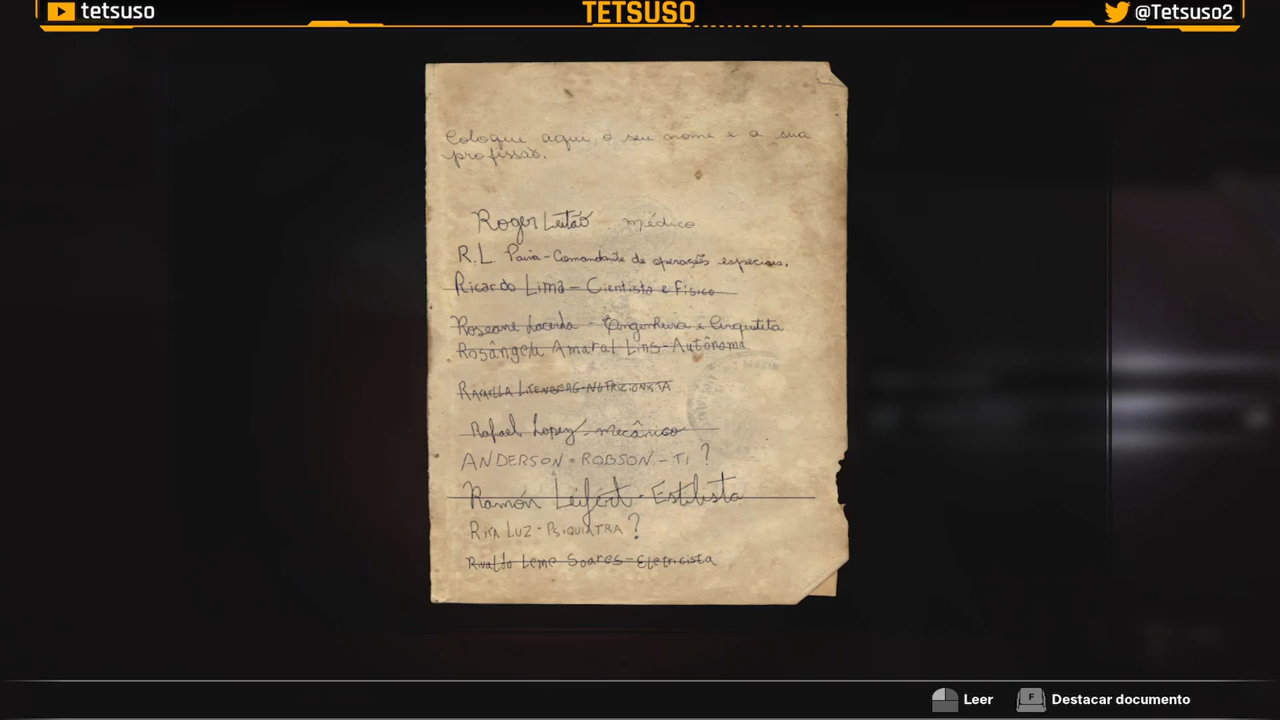 tetsuso
TETSUSO
@Tetsuso2
Coloque aqui o seu nome e a sua
profissão.
Roger Leitão - médico
R.L. Paiva - Comandante de operações especiais.
Ricardo Lima - Cientista e Físico
Roseane Lacerda - Engenheira e Arquiteta
Rosângela Amaral Lins - Autônoma
RAFAELLA LITENBERG - NUTRICIONISTA
Rafael Lopez - mecânico
ANDERSON - ROBSON - TI ?
Ramón Leifert - Estilista
RITA LUZ - PSIQUIATRA ?
Rivaldo Leme Soares - Eletricista
Leer
F
Destacar documento